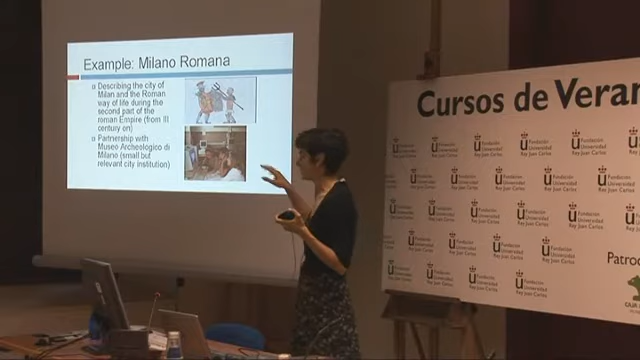 Example: Milano Romana
Describing the city of
Milan and the Roman
way of life during the
second part of the
roman Empire (from III
century on)
Partnership with
Museo Archeologico di
Milano (small but
relevant city institution)
Cursos de Veran
Fundación
Universidad
Rey Juan Carlos
Patroc